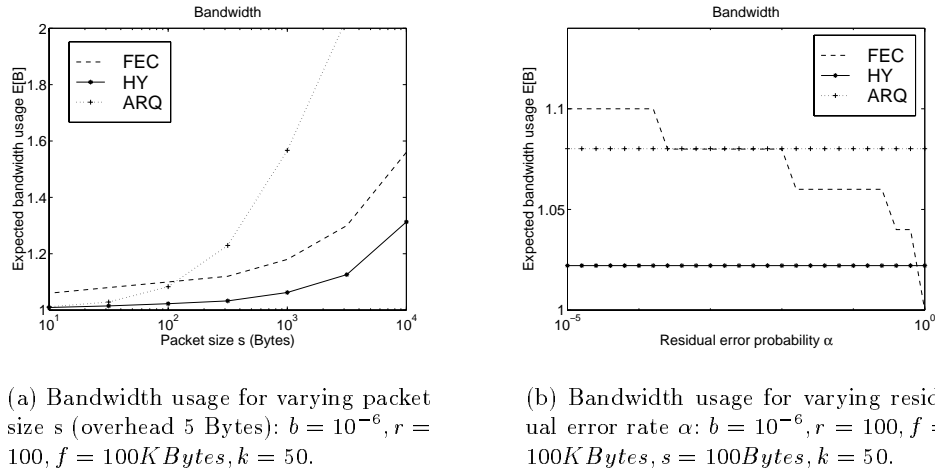 Bandwidth
Expected bandwidth usage E[B]
2
1.8
1.6
1.4
1.2
1
FEC
HY
ARQ
10^1
10^2
10^3
10^4
Packet size s (Bytes)
(a) Bandwidth usage for varying packet
size s (overhead 5 Bytes): b = 10^{-6}, r =
100, f = 100KBytes, k = 50.
Bandwidth
Expected bandwidth usage E[B]
1.1
1.05
1
FEC
HY
ARQ
10^{-5}
10^0
Residual error probability α
(b) Bandwidth usage for varying resid
ual error rate α: b = 10^{-6}, r = 100, f =
100KBytes, s = 100Bytes, k = 50.